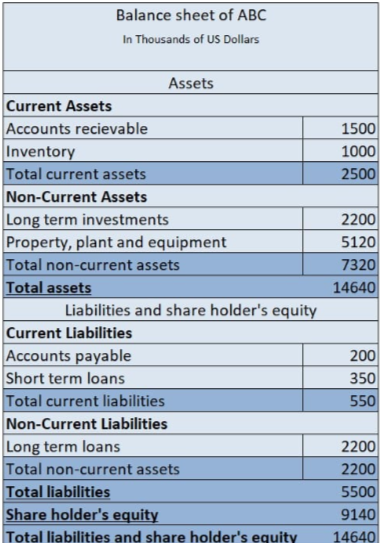 Balance sheet of ABC
In Thousands of US Dollars
Assets
Current Assets
Accounts recievable 1500
Inventory 1000
Total current assets 2500
Non-Current Assets
Long term investments 2200
Property, plant and equipment 5120
Total non-current assets 7320
Total assets 14640
Liabilities and share holder's equity
Current Liabilities
Accounts payable 200
Short term loans 350
Total current liabilities 550
Non-Current Liabilities
Long term loans 2200
Total non-current assets 2200
Total liabilities 5500
Share holder's equity 9140
Total liabilities and share holder's equity 14640